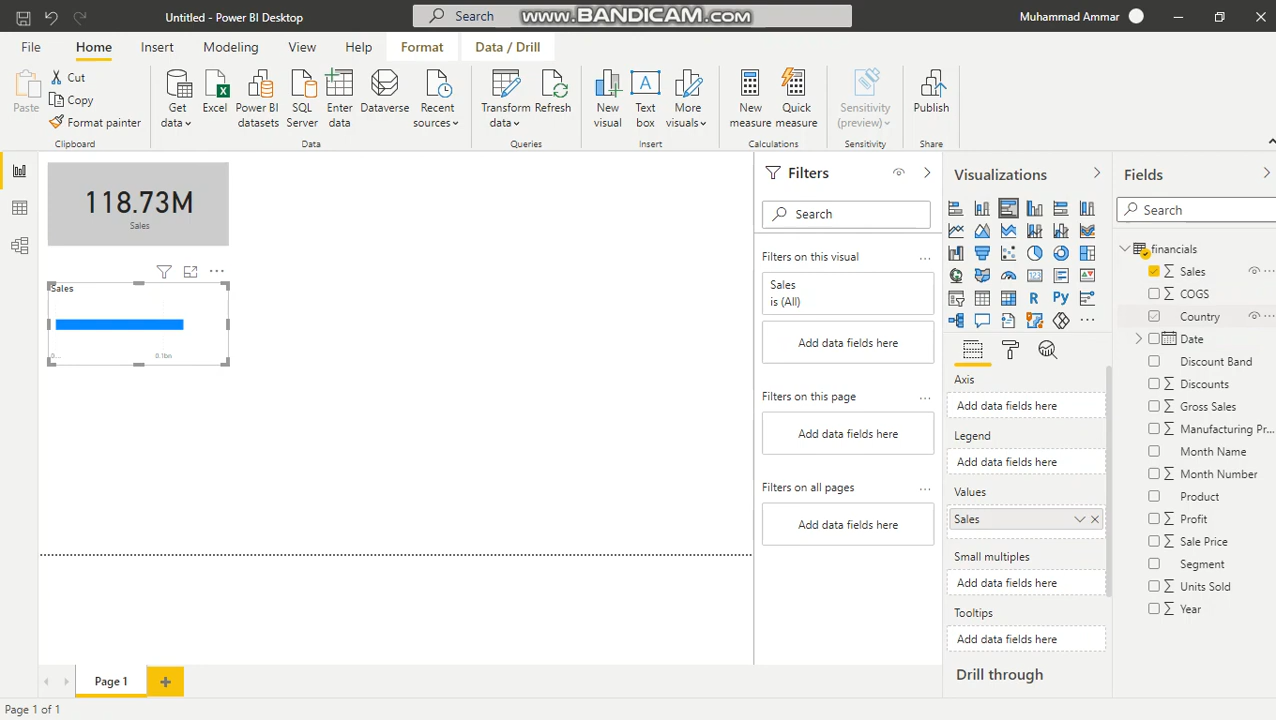 Untitled - Power BI Desktop
Search
www.BANDICAM.com
Muhammad Ammar
File
Home
Insert
Modeling
View
Help
Format
Data / Drill
Paste
Cut
Copy
Format painter
Clipboard
Get data
Excel
Power BI datasets
SQL Server
Enter data
Dataverse
Recent sources
Data
Transform data
Refresh
Queries
New visual
Text box
More visuals
Insert
New measure
Quick measure
Calculations
Sensitivity (preview)
Sensitivity
Publish
Share
118.73M
Sales
Sales
0...
0.1bn
Filters
Search
Filters on this visual
...
Sales
is (All)
Add data fields here
Filters on this page
...
Add data fields here
Filters on all pages
...
Add data fields here
Visualizations
R
Py
...
Axis
Add data fields here
Legend
Add data fields here
Values
Sales
Small multiples
Add data fields here
Tooltips
Add data fields here
Drill through
Fields
Search
financials
Σ Sales
Σ COGS
Country
Date
Discount Band
Σ Discounts
Σ Gross Sales
Σ Manufacturing Pr...
Month Name
Σ Month Number
Product
Σ Profit
Σ Sale Price
Segment
Σ Units Sold
Σ Year
Page 1
Page 1 of 1